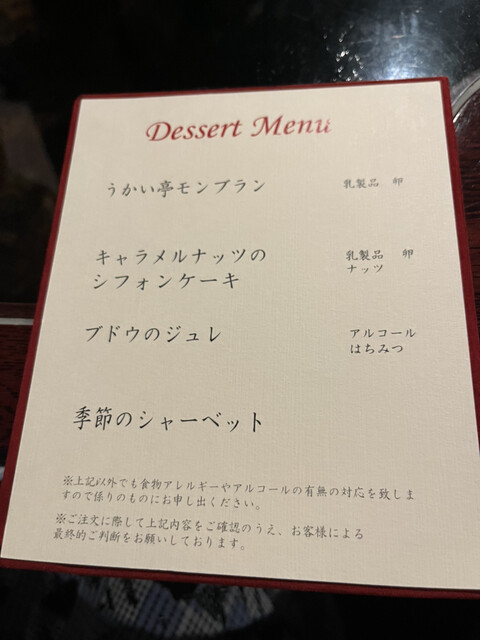 Dessert Menu
うかい亭モンブラン 乳製品 卵
キャラメルナッツの 乳製品 卵
シフォンケーキ ナッツ
ブドウのジュレ アルコール
はちみつ
季節のシャーベット
※上記以外でも食物アレルギーやアルコールの有無の対応を致しま
すので係りのものにお申し出ください。
※ご注文に際して上記内容をご確認のうえ、お客様による
最終的ご判断をお願いしております。